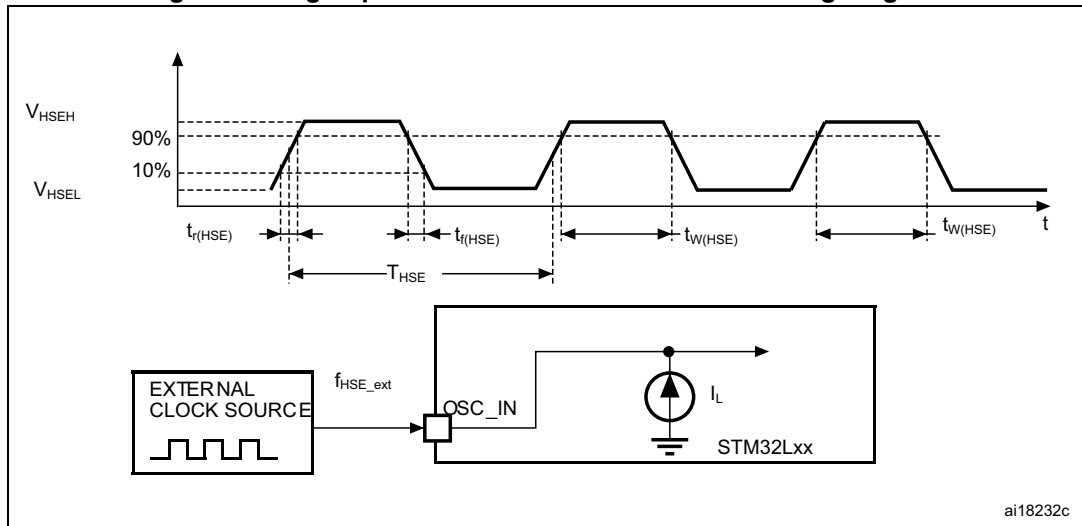 V_HSEH
90%
10%
V_HSEL
t_r(HSE)
t_f(HSE)
t_W(HSE)
t_W(HSE)
t
T_HSE
EXTERNAL
CLOCK SOURCE
f_HSE_ext
OSC_IN
I_L
STM32Lxx
ai18232c